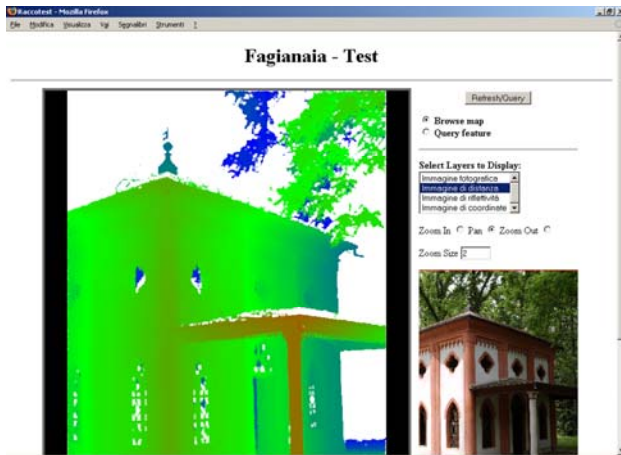 Raccotest - Mozilla Firefox
File Modifica Visualizza Vai Segnalibri Strumenti ?
Fagianaia - Test
Refresh/Query
Browse map
Query feature
Select Layers to Display:
Immagine fotografica
Immagine di distanza
Immagine di riflettività
Immagine di coordinate
Zoom In Pan Zoom Out
Zoom Size 2